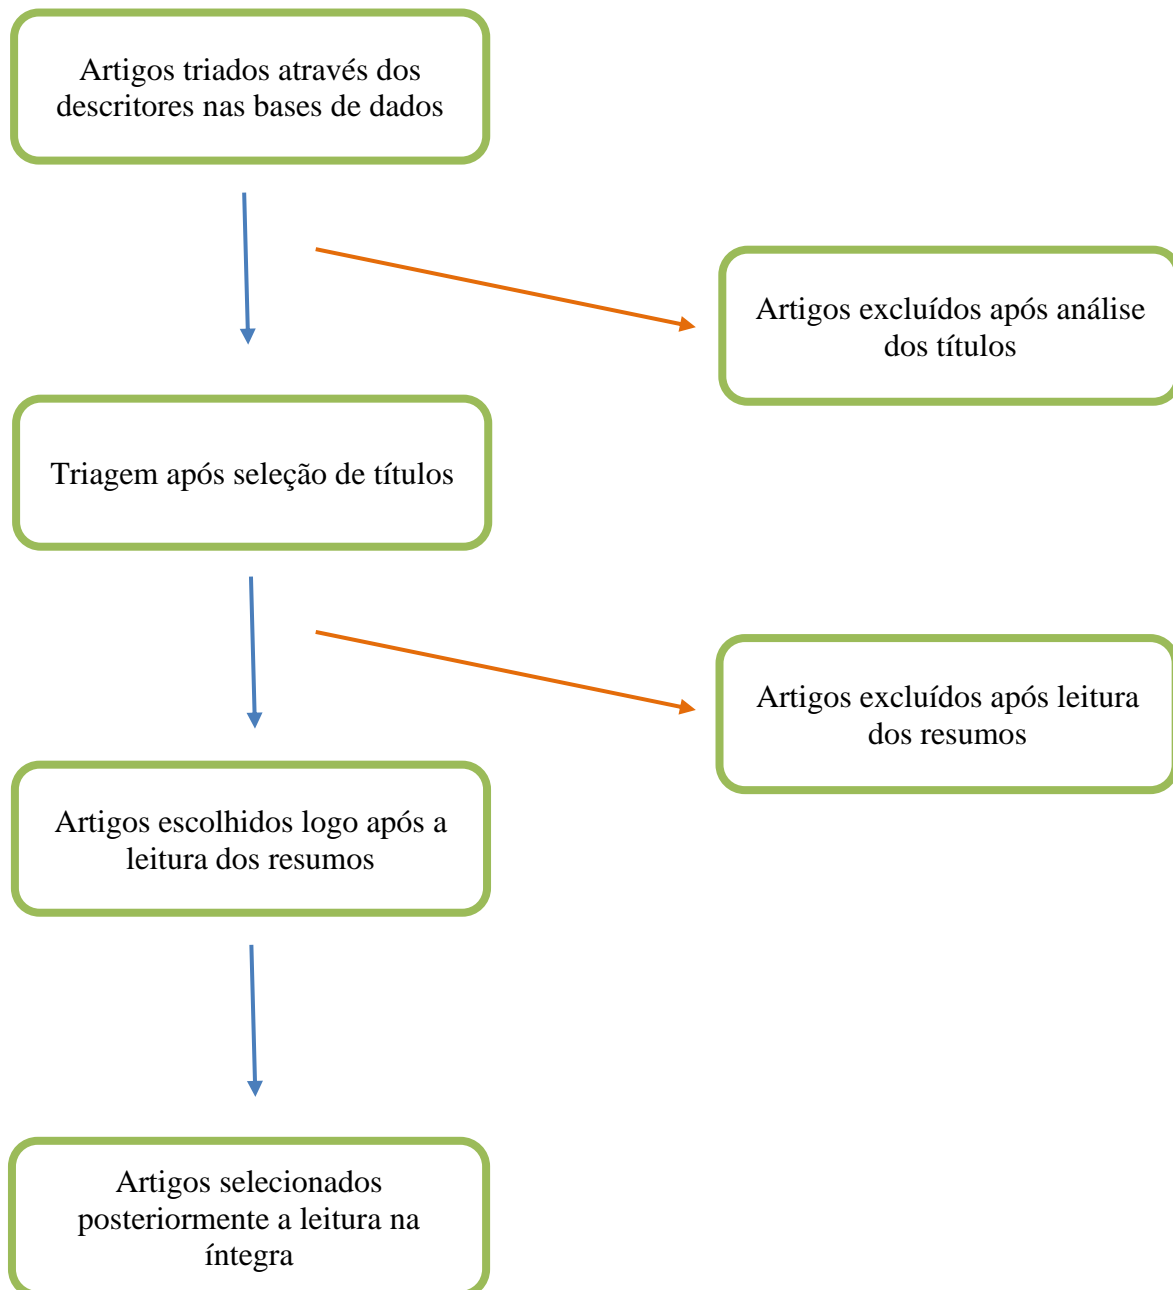 Artigos triados através dos
descritores nas bases de dados
Artigos excluídos após análise
dos títulos
Triagem após seleção de títulos
Artigos excluídos após leitura
dos resumos
Artigos escolhidos logo após a
leitura dos resumos
Artigos selecionados
posteriormente a leitura na
íntegra